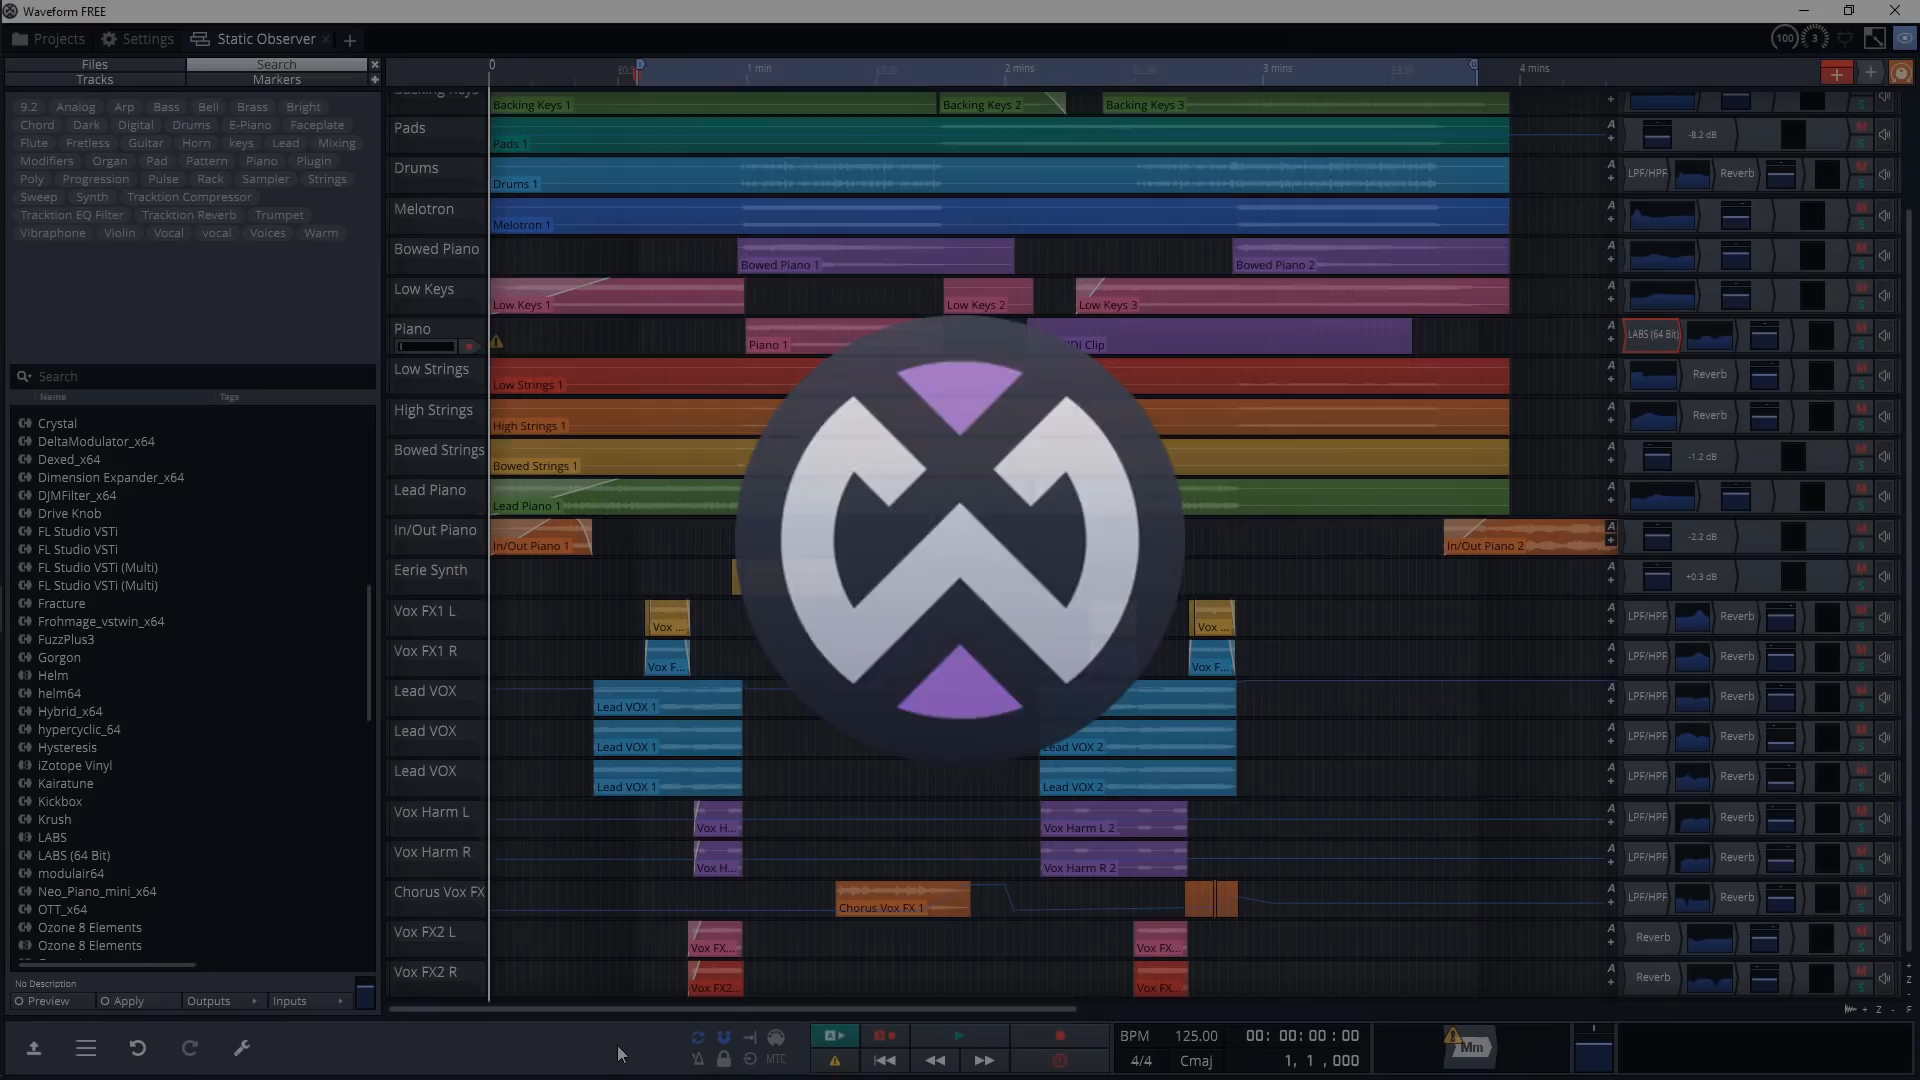 Waveform FREE
Projects Settings Static Observer
100 3
Files Search
Tracks Markers
0 1 min 2 mins 3 mins 4 mins
9.2 Analog Arp Bass Bell Brass Bright
Chord Dark Digital Drums E-Piano Faceplate
Flute Fretless Guitar Horn keys Lead Mixing
Modifiers Organ Pad Pattern Piano Plugin
Poly Progression Pulse Rack Sampler Strings
Sweep Synth Tracktion Compressor
Tracktion EQ Filter Tracktion Reverb Trumpet
Vibraphone Violin Vocal vocal Voices Warm
Search
Name Tags
Crystal
DeltaModulator_x64
Dexed_x64
Dimension Expander_x64
DJMFilter_x64
Drive Knob
FL Studio VSTi
FL Studio VSTi
FL Studio VSTi (Multi)
FL Studio VSTi (Multi)
Fracture
Frohmage_vstwin_x64
FuzzPlus3
Gorgon
Helm
helm64
Hybrid_x64
hypercyclic_64
Hysteresis
iZotope Vinyl
Kairatune
Kickbox
Krush
LABS
LABS (64 Bit)
modulair64
Neo_Piano_mini_x64
OTT_x64
Ozone 8 Elements
Ozone 8 Elements
No Description
Preview Apply Outputs Inputs
Backing Keys 1 Backing Keys 2 Backing Keys 3
Pads Pads 1 A M S -8.2 dB
Drums Drums 1 A LPF/HPF Reverb M S
Melotron Melotron 1 A M S
Bowed Piano Bowed Piano 1 Bowed Piano 2 A M S
Low Keys Low Keys 1 Low Keys 2 Low Keys 3 A M S
Piano Piano 1 DI Clip A LABS (64 Bit) M S
Low Strings Low Strings 1 A Reverb M S
High Strings High Strings 1 A Reverb M S
Bowed Strings Bowed Strings 1 A -1.2 dB M S
Lead Piano Lead Piano 1 A M S
In/Out Piano In/Out Piano 1 In/Out Piano 2 A -2.2 dB M S
Eerie Synth A +0.3 dB M S
Vox FX1 L Vox ... Vox ... A LPF/HPF Reverb M S
Vox FX1 R Vox F... Vox F... A LPF/HPF Reverb M S
Lead VOX Lead VOX 1 A LPF/HPF Reverb M S
Lead VOX Lead VOX 1 Lead VOX 2 A LPF/HPF Reverb M S
Lead VOX Lead VOX 1 Lead VOX 2 A LPF/HPF Reverb M S
Vox Harm L Vox H... Vox Harm L 2 A LPF/HPF Reverb M S
Vox Harm R Vox H... Vox Harm R 2 A LPF/HPF Reverb M S
Chorus Vox FX Chorus Vox FX 1 A LPF/HPF Reverb M S
Vox FX2 L Vox FX... Vox FX... A Reverb M S
Vox FX2 R Vox FX2... Vox FX... A Reverb M S
MTC
BPM 125.00 00: 00: 00: 00
4/4 Cmaj 1, 1 ,000
Mm